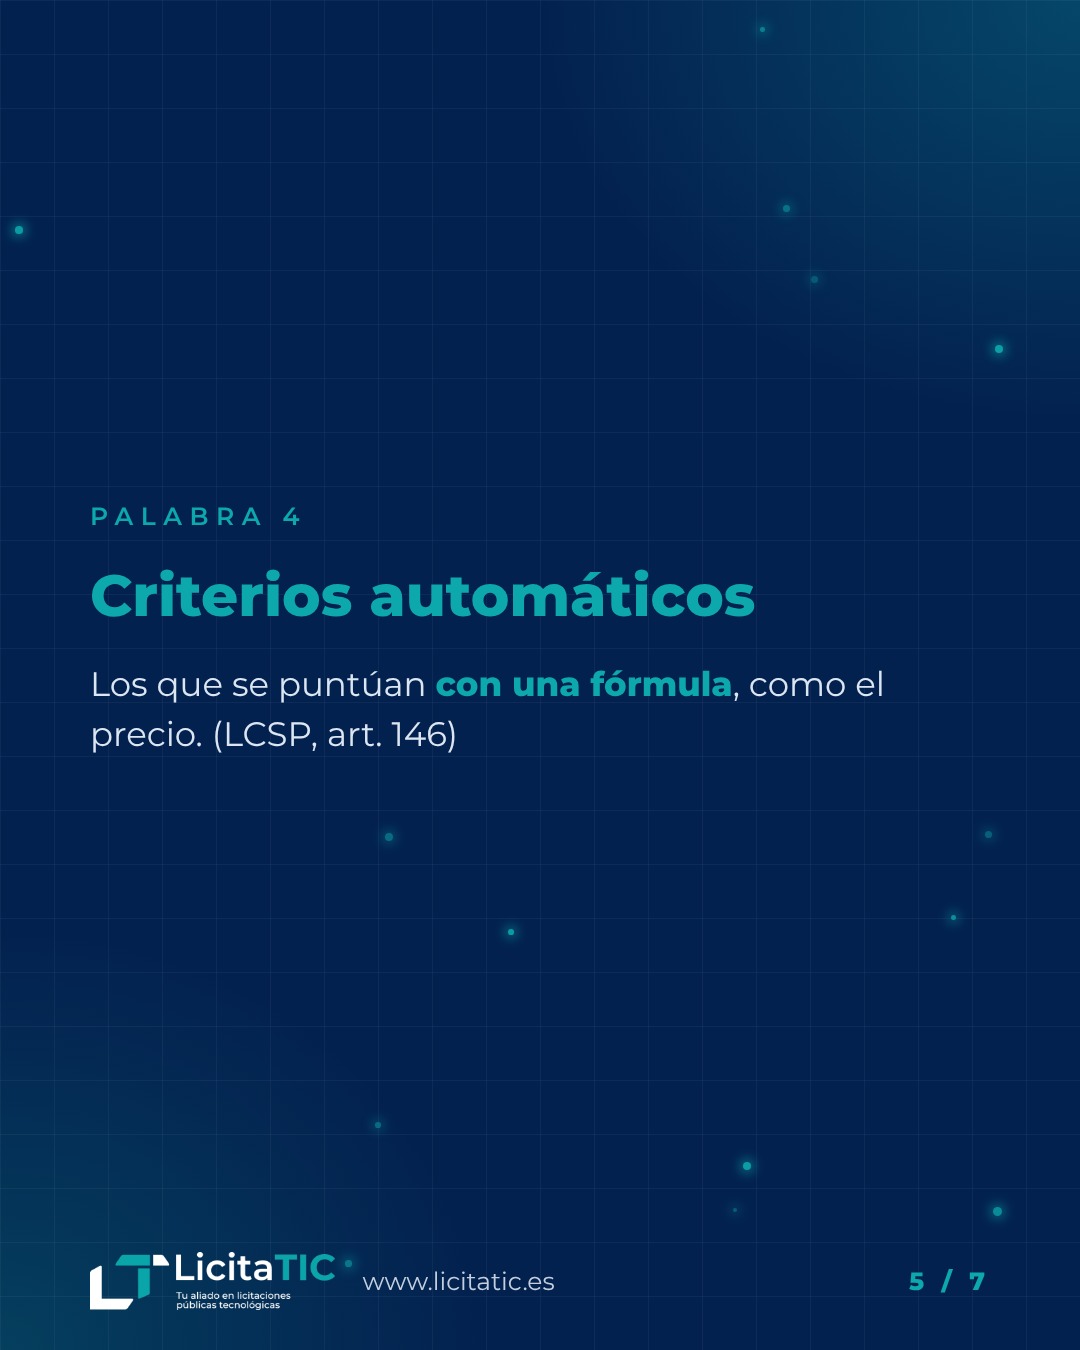 PALABRA 4
Criterios automáticos
Los que se puntúan con una fórmula, como el
precio. (LCSP, art. 146)
LicitaTIC
Tu aliado en licitaciones
públicas tecnológicas
www.licitatic.es
5 / 7